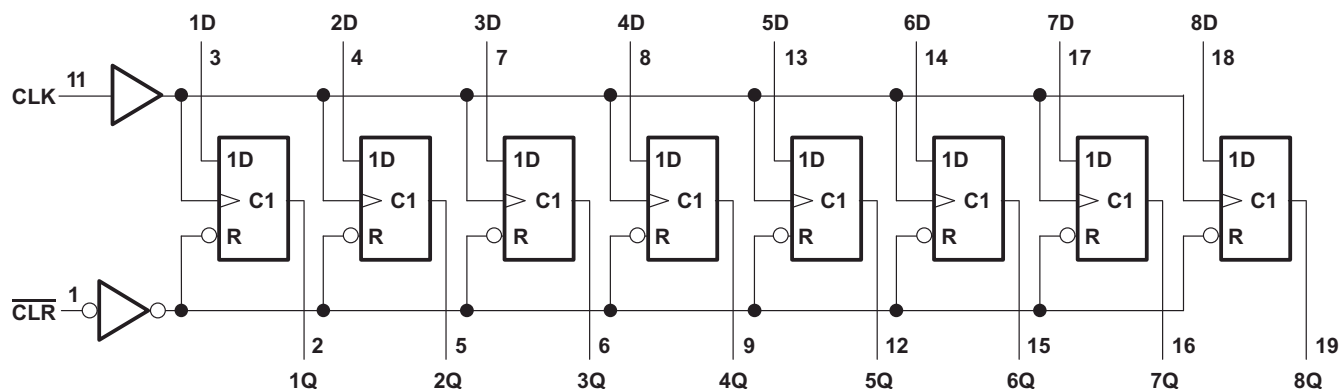 1D 2D 3D 4D 5D 6D 7D 8D
3 4 7 8 13 14 17 18
CLK 11
1D 1D 1D 1D 1D 1D 1D 1D
C1 C1 C1 C1 C1 C1 C1 C1
R R R R R R R R
C̅L̅R̅ 1
2 5 6 9 12 15 16 19
1Q 2Q 3Q 4Q 5Q 6Q 7Q 8Q